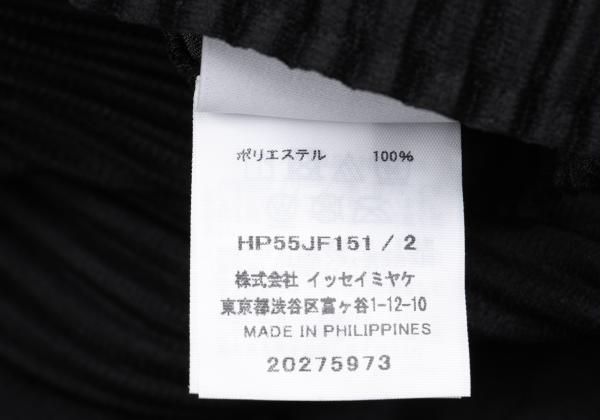 ポリエステル 100%
HP55JF151 / 2
株式会社 イッセイミヤケ
東京都渋谷区富ヶ谷1-12-10
MADE IN PHILIPPINES
20275973